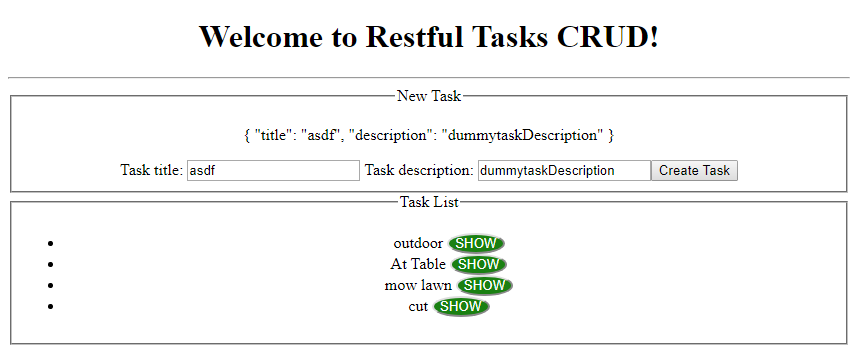 Welcome to Restful Tasks CRUD!
New Task
{ "title": "asdf", "description": "dummytaskDescription" }
Task title: asdf Task description: dummytaskDescription Create Task
Task List
outdoor SHOW
At Table SHOW
mow lawn SHOW
cut SHOW